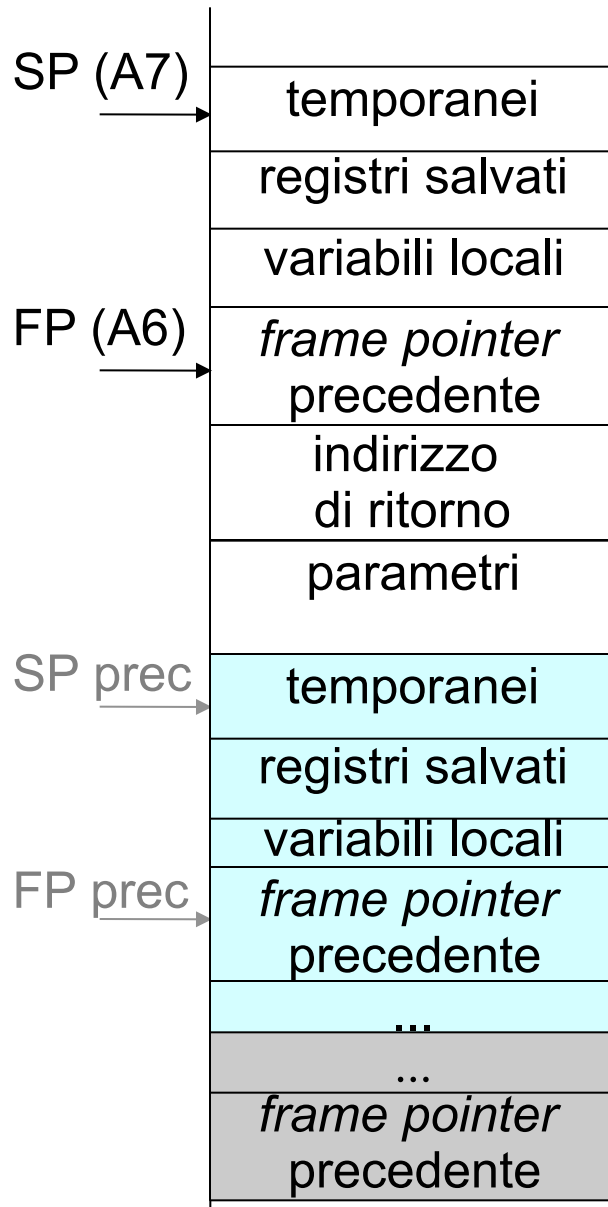 SP (A7)
temporanei
registri salvati
variabili locali
FP (A6)
frame pointer
precedente
indirizzo
di ritorno
parametri
SP prec
temporanei
registri salvati
variabili locali
FP prec
frame pointer
precedente
...
...
frame pointer
precedente